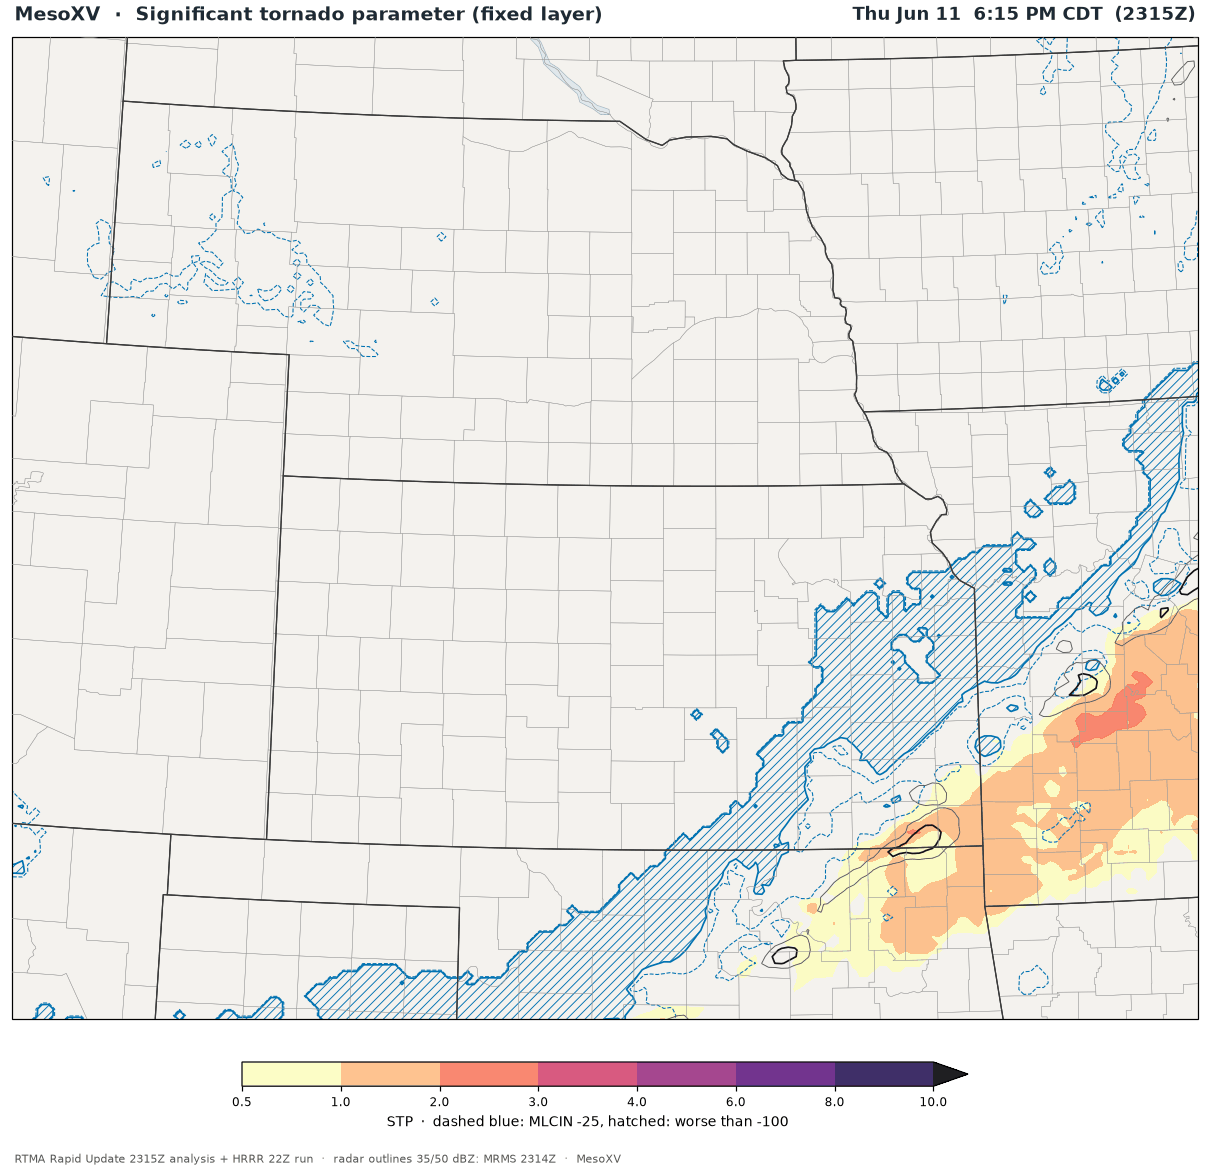 MesoXV · Significant tornado parameter (fixed layer)
Thu Jun 11 6:15 PM CDT (2315Z)
0.5 1.0 2.0 3.0 4.0 6.0 8.0 10.0
STP · dashed blue: MLCIN -25, hatched: worse than -100
RTMA Rapid Update 2315Z analysis + HRRR 22Z run · radar outlines 35/50 dBZ: MRMS 2314Z · MesoXV